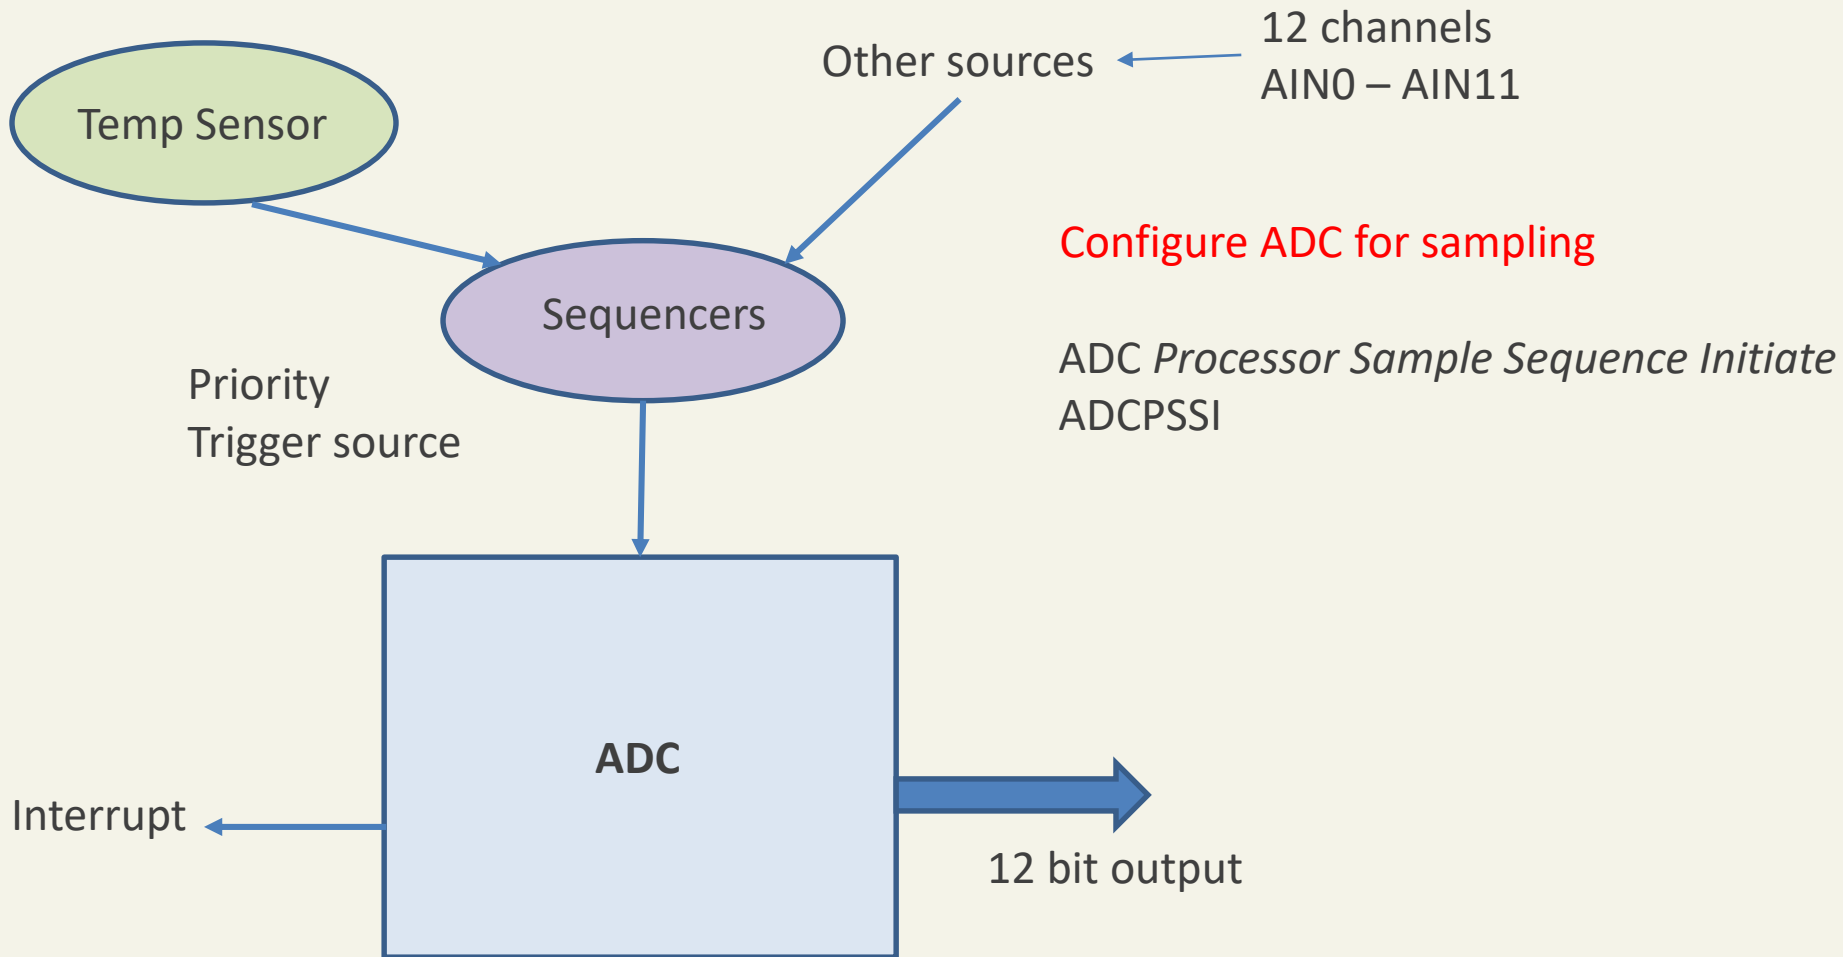 12 channels
AIN0 – AIN11
Other sources
Temp Sensor
Configure ADC for sampling
Sequencers
ADC Processor Sample Sequence Initiate
ADCPSSI
Priority
Trigger source
ADC
Interrupt
12 bit output